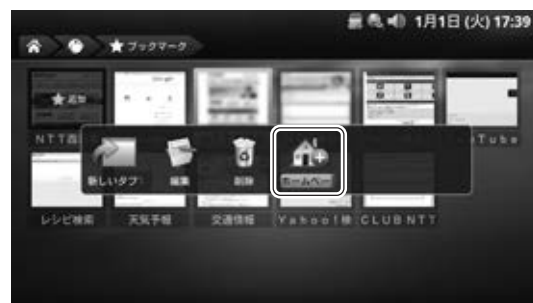 1月1日 (火) 17:39
★ ブックマーク
★追加
NTT西
uTube
新しいタブ
編集
削除
ホームペー
レシピ検索
天気予報
交通情報
Yahoo!検
CLUB NTT